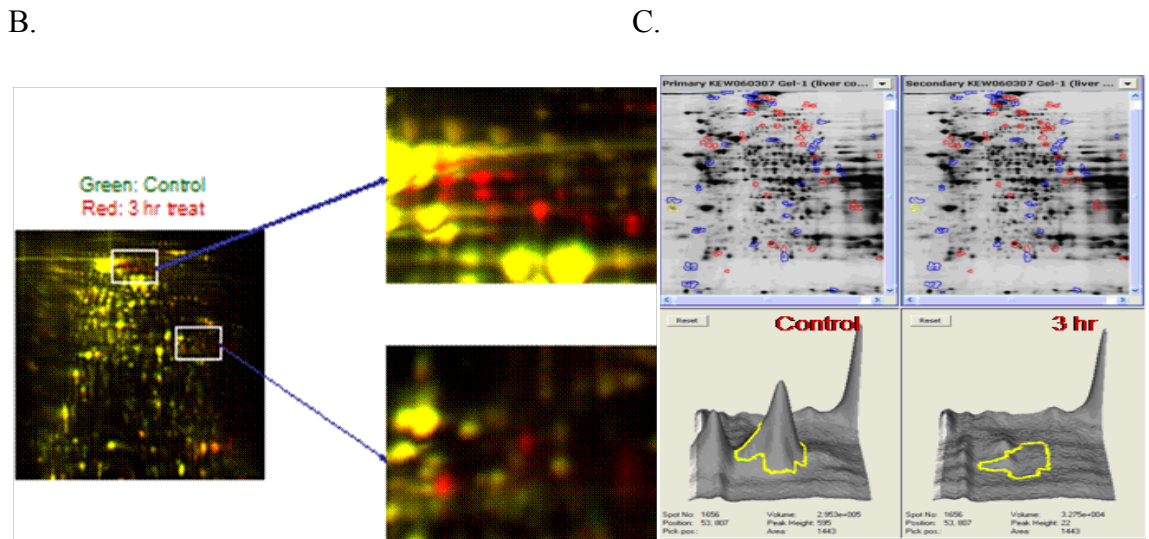 B.
C.
Green: Control
Red: 3 hr treat
Primary KEW060307 Gel-1 (liver co...
Secondary KEW060307 Gel-1 (liver ...
Reset
Control
Reset
3 hr
Spot No: 1656 Volume: 2.953e+005
Position: 53, 807 Peak Height: 595
Pick pos.: Area: 1443
Spot No: 1656 Volume: 3.275e+004
Position: 53, 807 Peak Height: 22
Pick pos.: Area: 1443